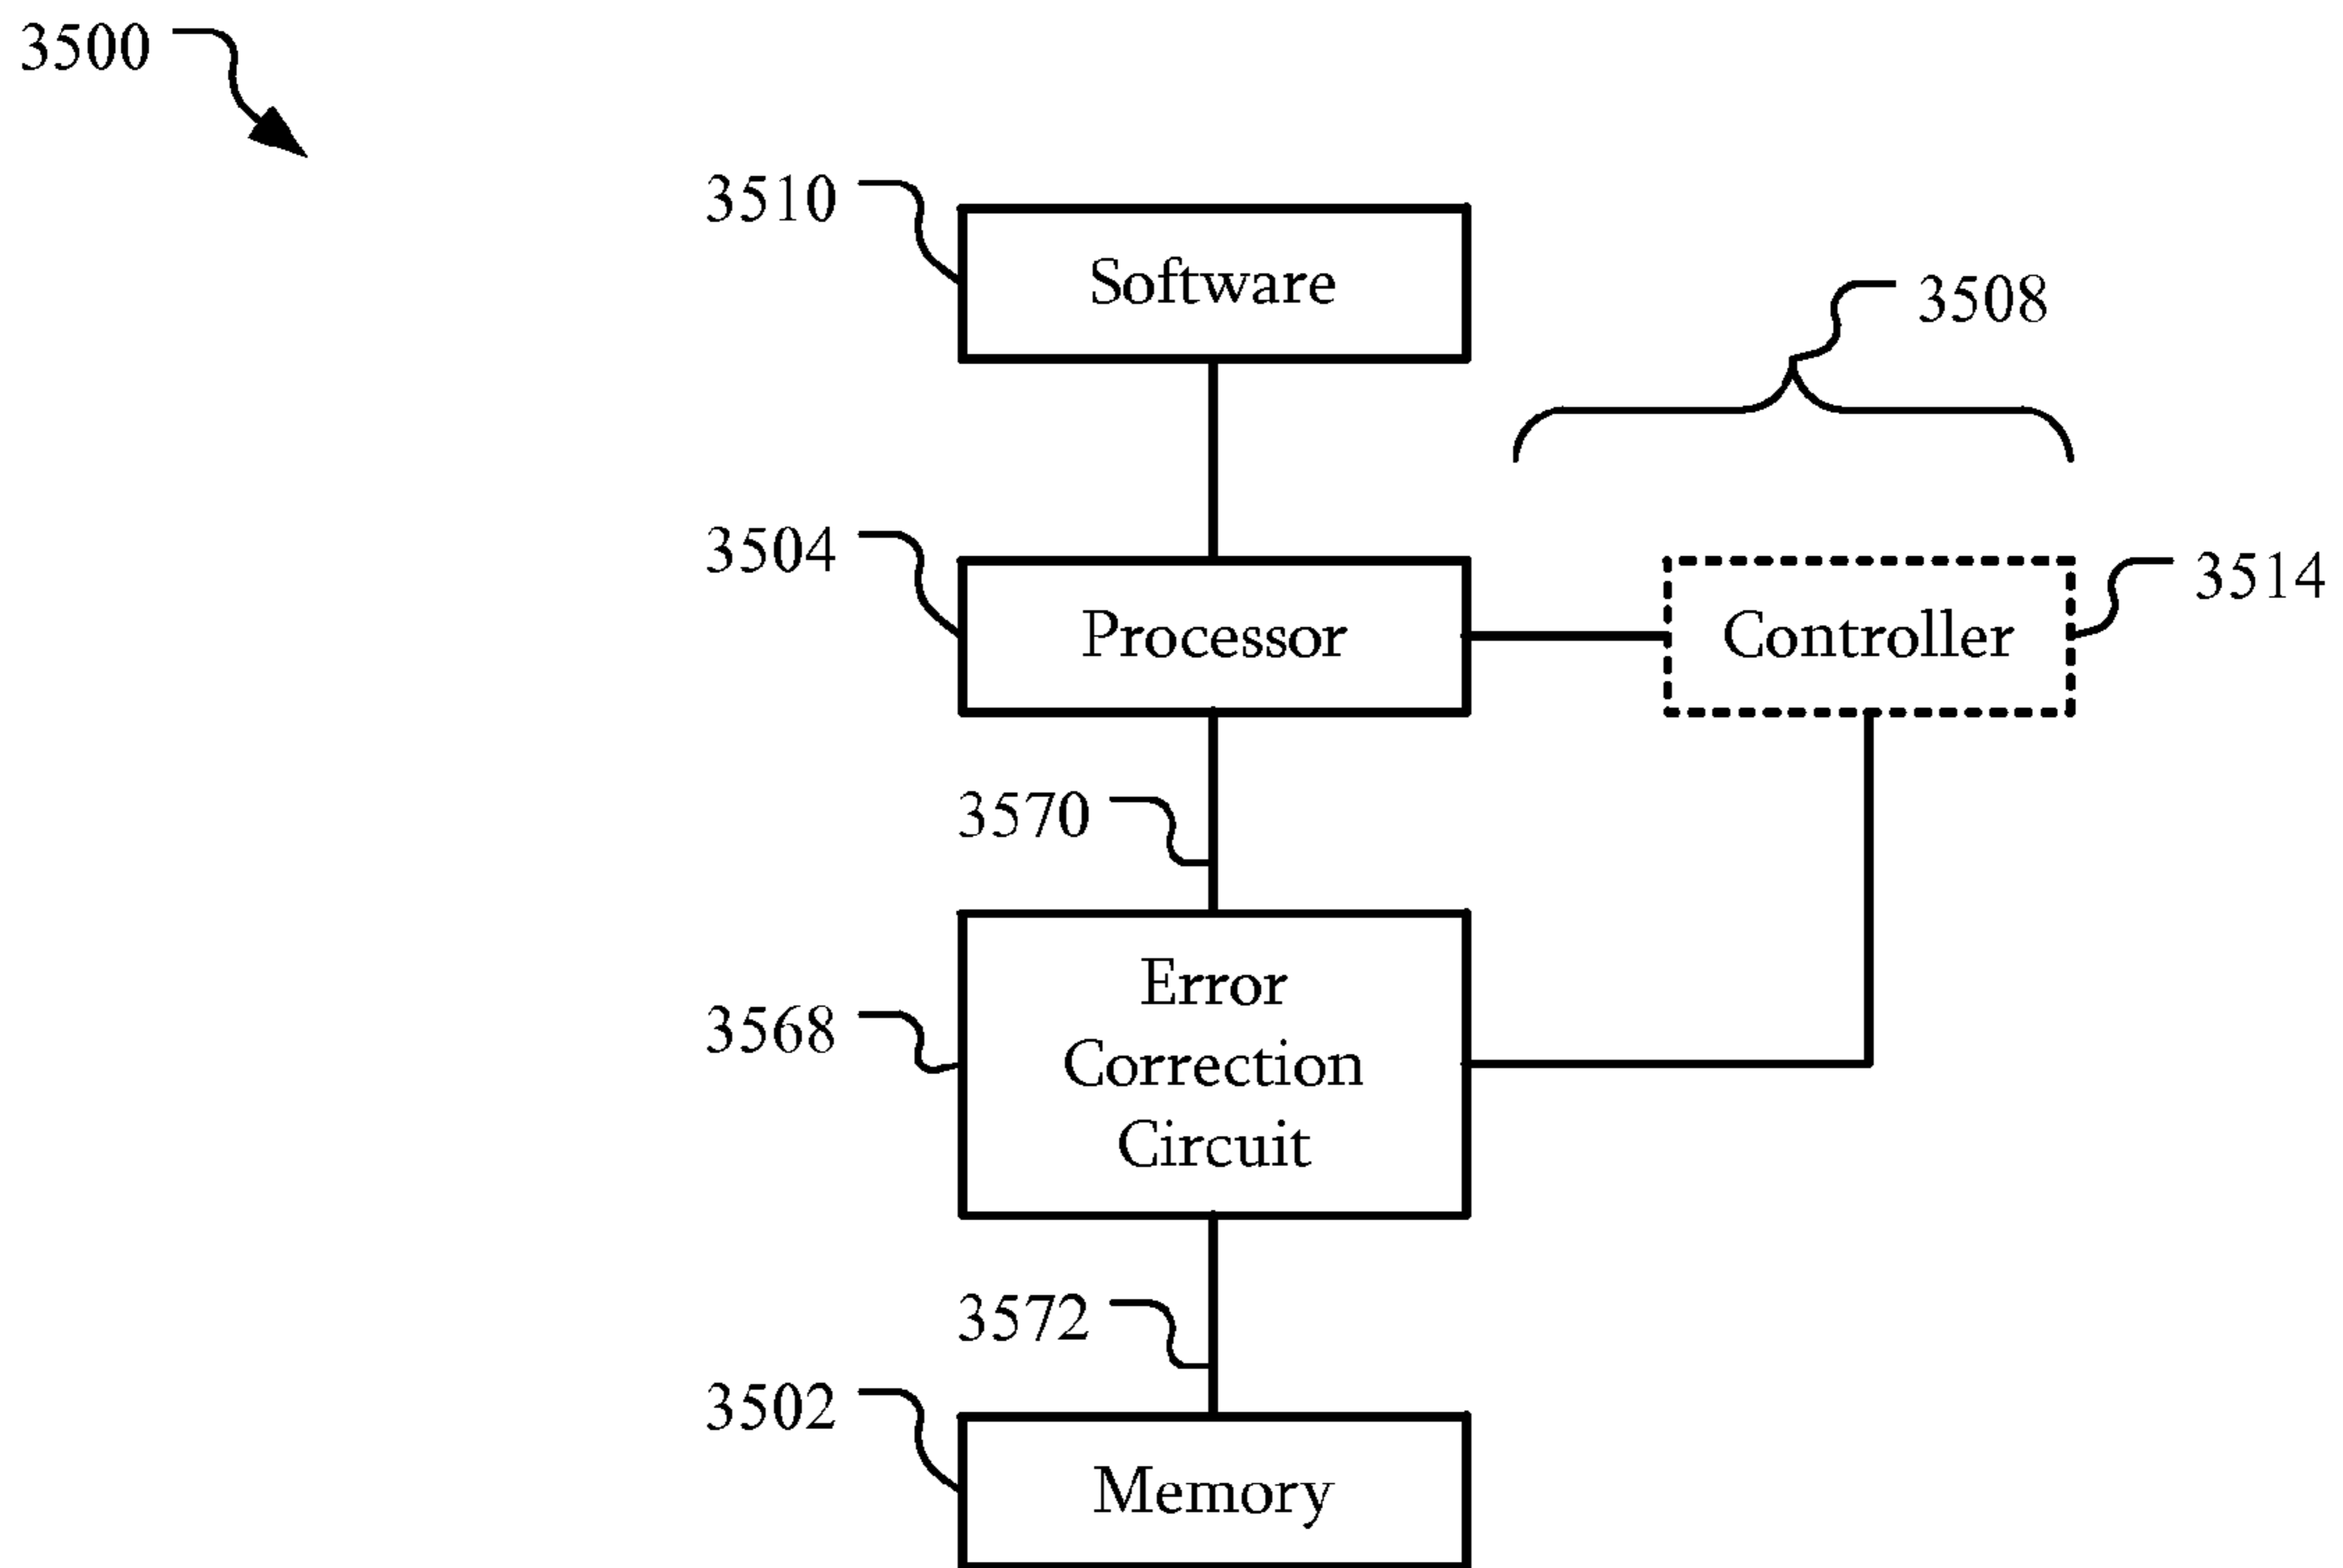 3500
3510
Software
3508
3504
Processor
Controller
3514
3570
3568
Error
Correction
Circuit
3572
3502
Memory